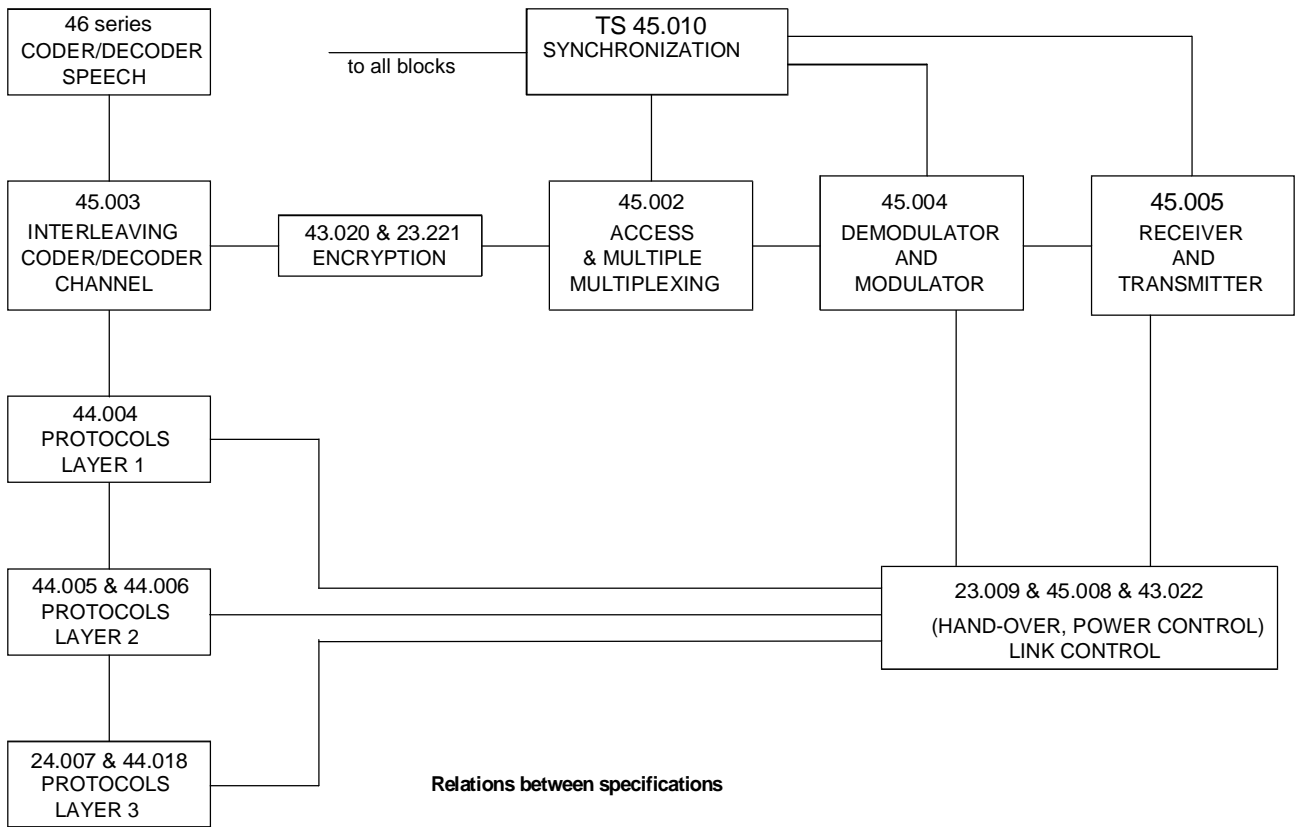 46 series
CODER/DECODER
SPEECH
to all blocks
TS 45.010
SYNCHRONIZATION
45.003
INTERLEAVING
CODER/DECODER
CHANNEL
43.020 & 23.221
ENCRYPTION
45.002
ACCESS
& MULTIPLE
MULTIPLEXING
45.004
DEMODULATOR
AND
MODULATOR
45.005
RECEIVER
AND
TRANSMITTER
44.004
PROTOCOLS
LAYER 1
44.005 & 44.006
PROTOCOLS
LAYER 2
23.009 & 45.008 & 43.022
(HAND-OVER, POWER CONTROL)
LINK CONTROL
24.007 & 44.018
PROTOCOLS
LAYER 3
Relations between specifications